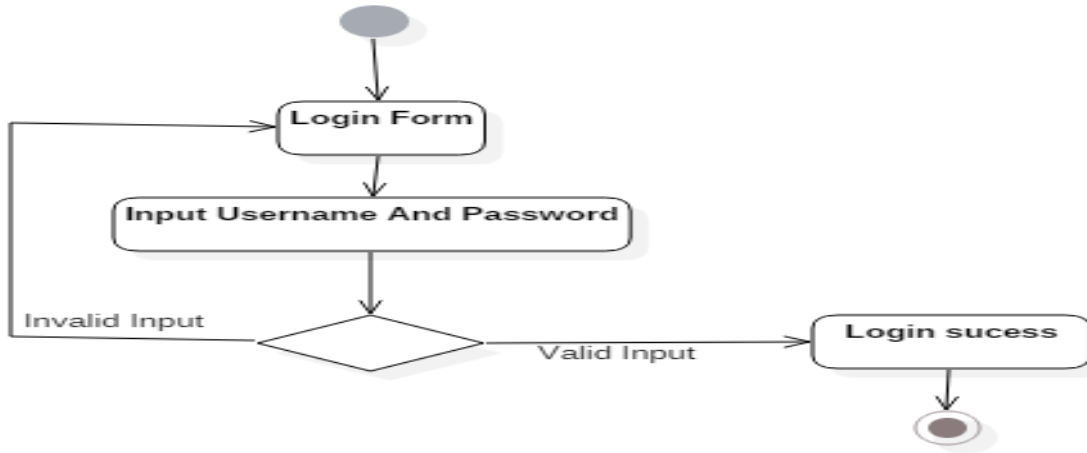 Login Form
Input Username And Password
Invalid Input
Valid Input
Login sucess